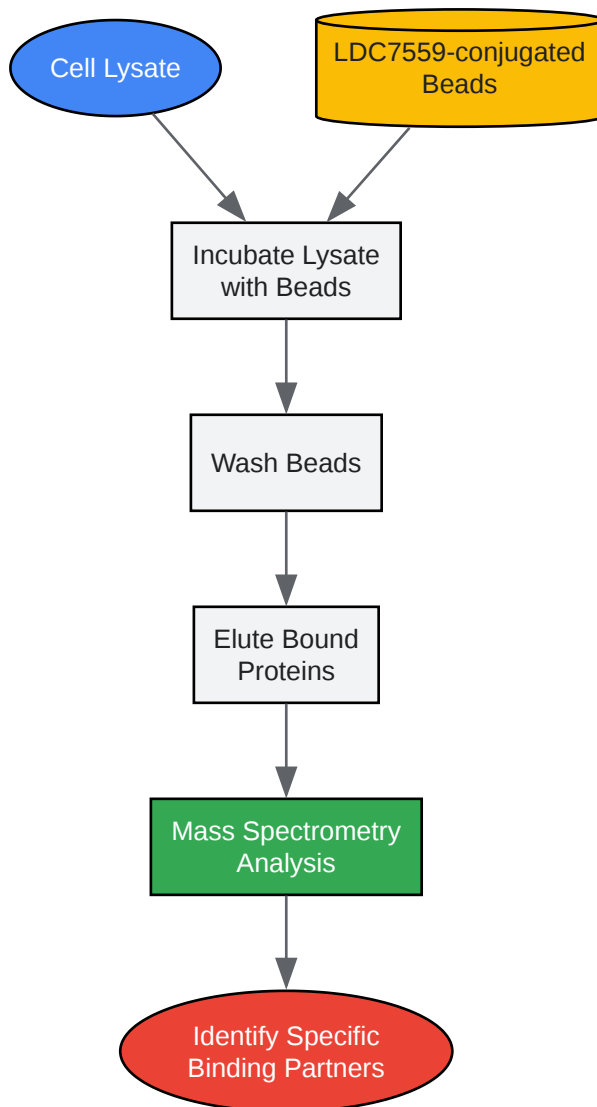 Cell Lysate
LDC7559-conjugated
Beads
Incubate Lysate
with Beads
Wash Beads
Elute Bound
Proteins
Mass Spectrometry
Analysis
Identify Specific
Binding Partners